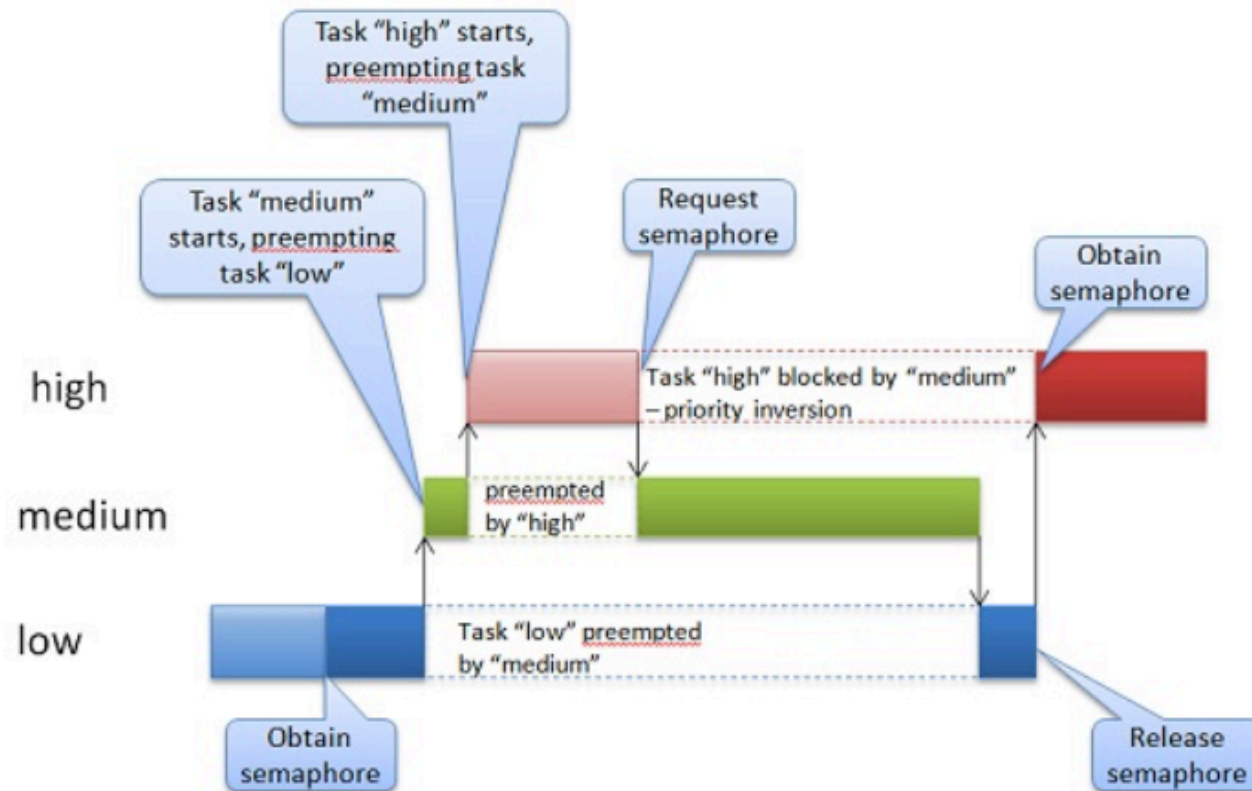 Task “high” starts,
preempting task
“medium”
Task “medium”
starts, preempting
task “low”
Request
semaphore
Obtain
semaphore
high
Task “high” blocked by “medium”
– priority inversion
medium
preempted
by “high”
low
Task “low” preempted
by “medium”
Obtain
semaphore
Release
semaphore